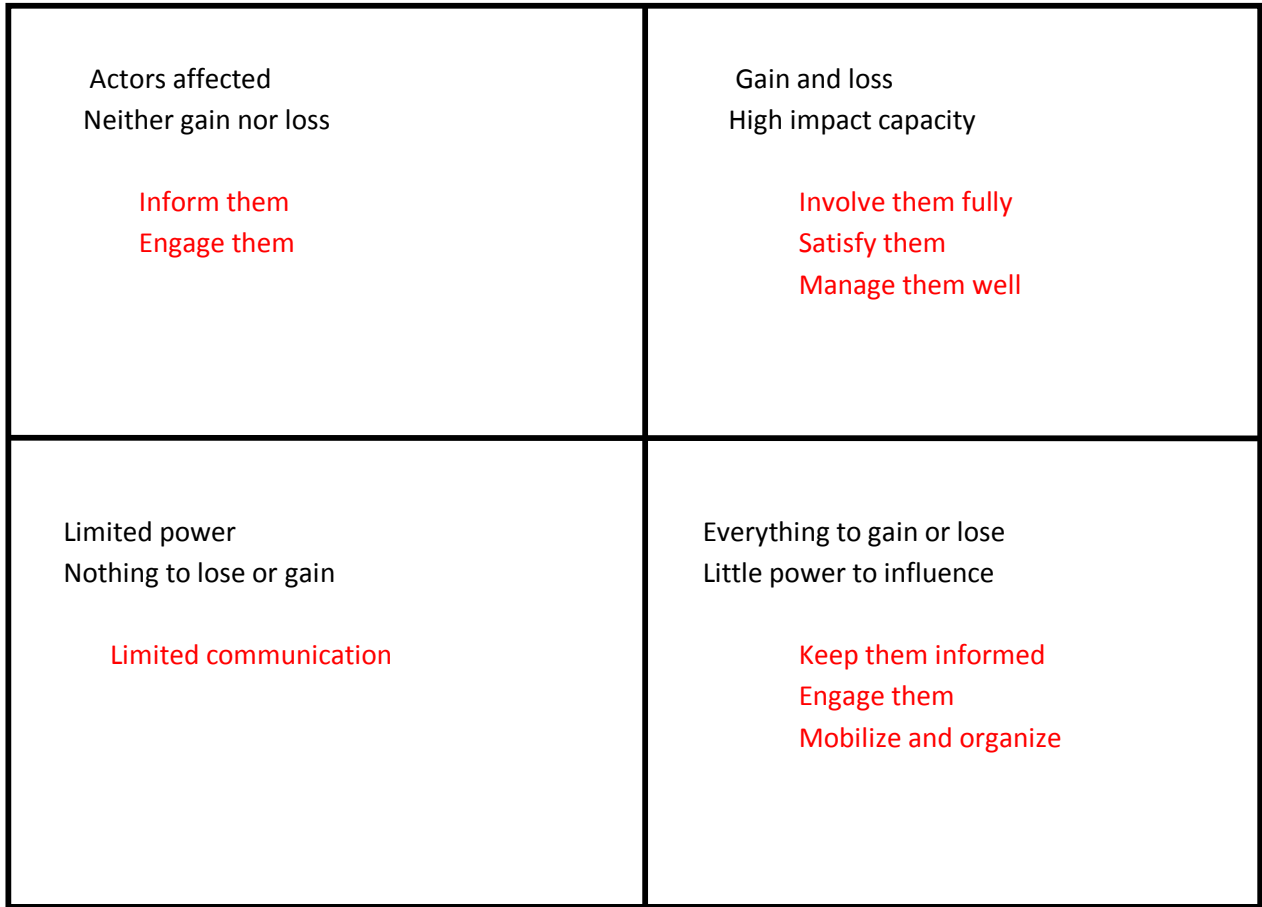 Actors affected
Neither gain nor loss
Inform them
Engage them
Gain and loss
High impact capacity
Involve them fully
Satisfy them
Manage them well
Limited power
Nothing to lose or gain
Limited communication
Everything to gain or lose
Little power to influence
Keep them informed
Engage them
Mobilize and organize